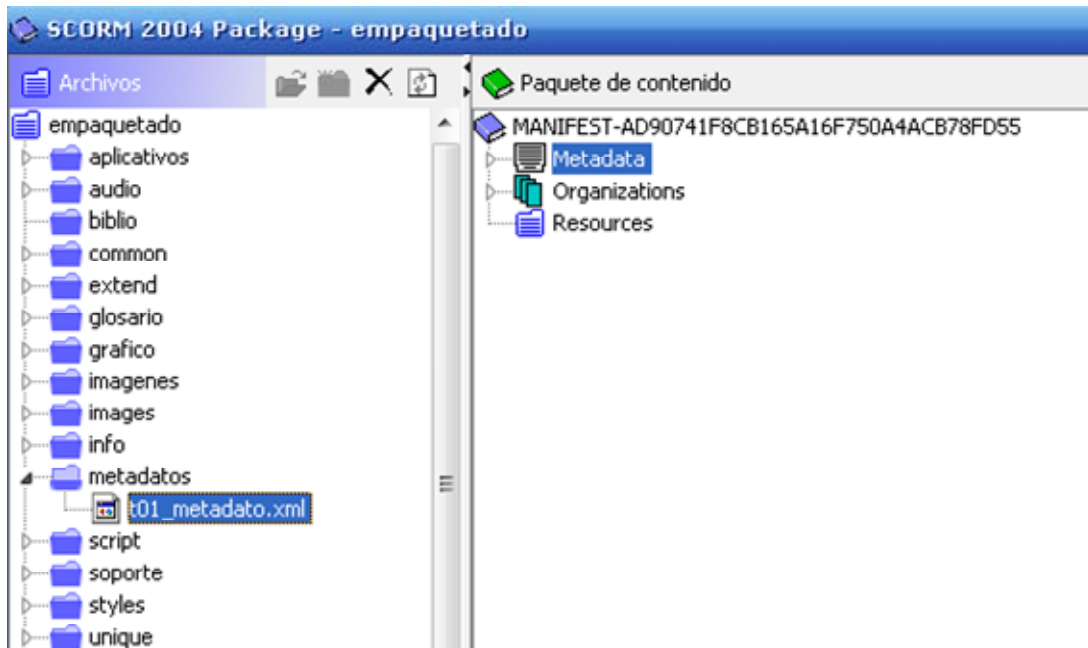 SCORM 2004 Package - empaquetado
Archivos
empaquetado
aplicativos
audio
biblio
common
extend
glosario
grafico
imagenes
images
info
metadatos
t01_metadato.xml
script
soporte
styles
unique
Paquete de contenido
MANIFEST-AD90741F8CB165A16F750A4ACB78FD55
Metadata
Organizations
Resources